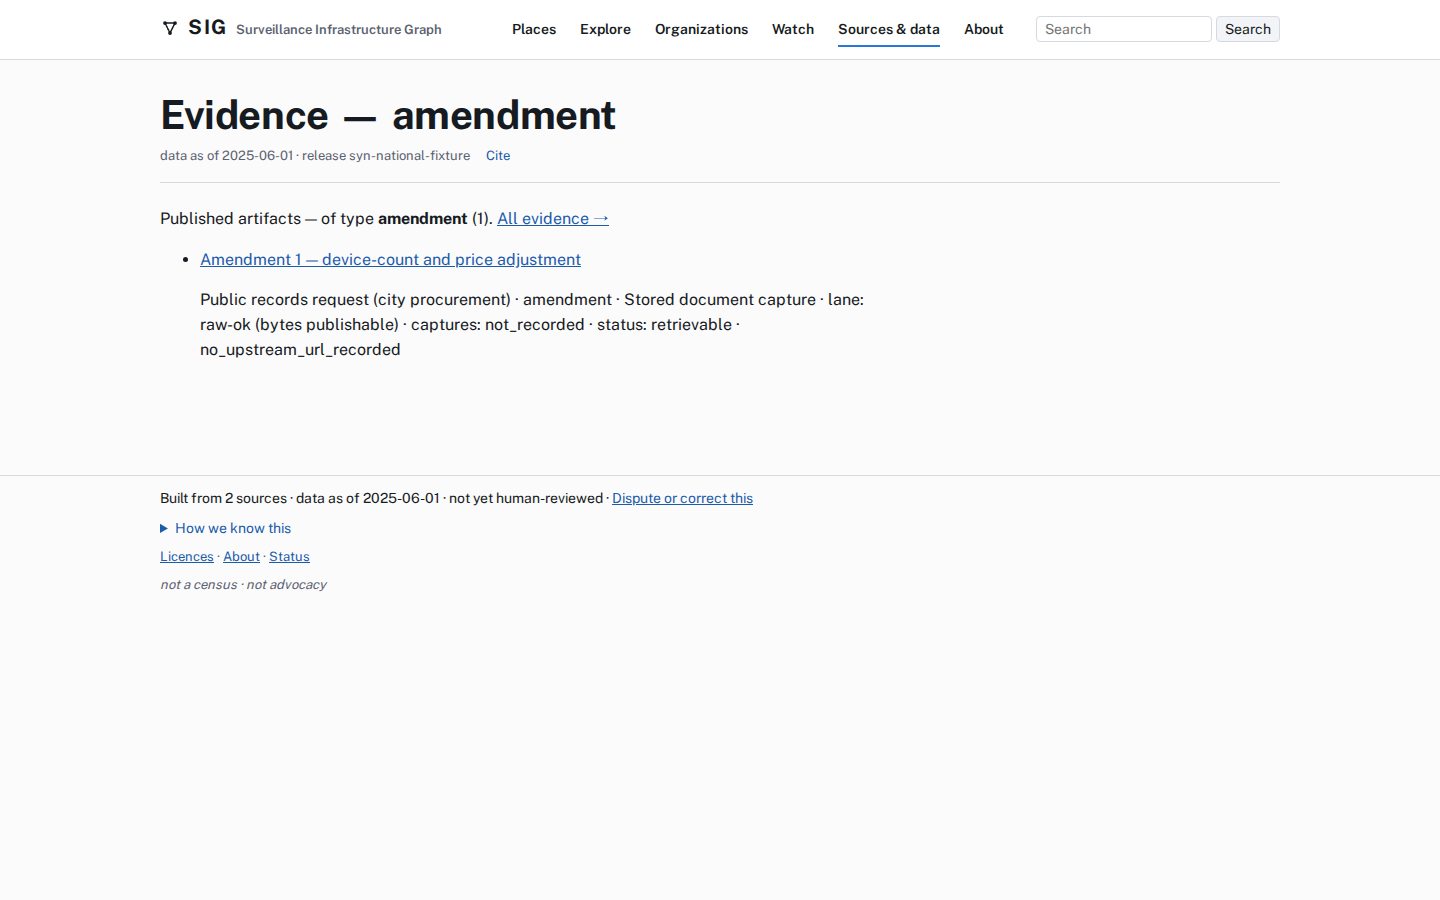 SIG Surveillance Infrastructure Graph Places Explore Organizations Watch Sources & data About Search Search
Evidence — amendment
data as of 2025-06-01 · release syn-national-fixture Cite
Published artifacts — of type amendment (1). All evidence →
Amendment 1 — device-count and price adjustment
Public records request (city procurement) · amendment · Stored document capture · lane:
raw-ok (bytes publishable) · captures: not_recorded · status: retrievable ·
no_upstream_url_recorded
Built from 2 sources · data as of 2025-06-01 · not yet human-reviewed · Dispute or correct this
How we know this
Licences · About · Status
not a census · not advocacy